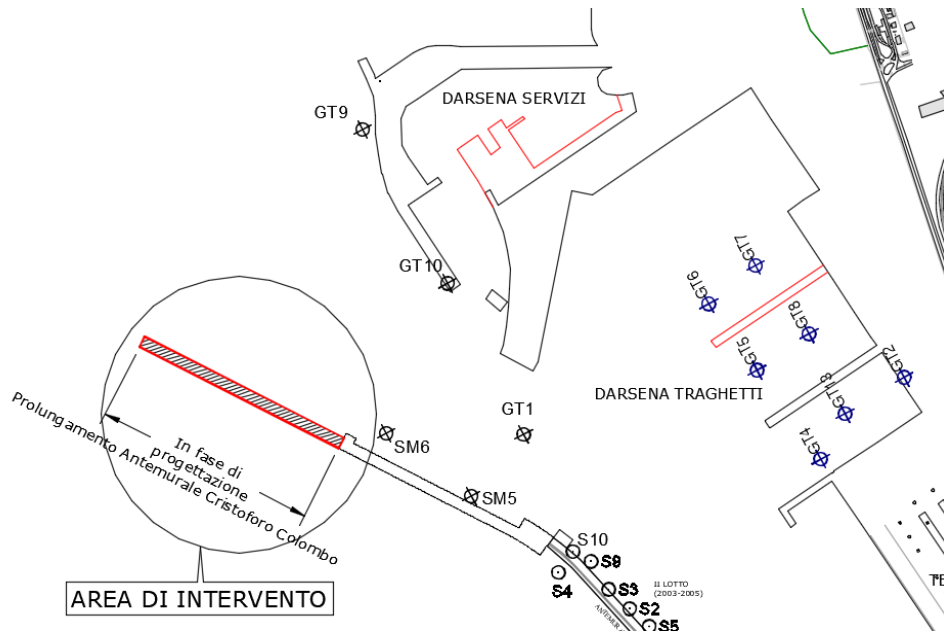 DARSENA SERVIZI
GT9
GT10
GT7
GT6
GT8
GT5
GT2
DARSENA TRAGHETTI
GT13
GT4
GT1
SM6
SM5
In fase di
progettazione
Prolungamento Antemurale Cristoforo Colombo
S10
S9
S4
S3
S2
S5
II LOTTO
(2003-2005)
AREA DI INTERVENTO